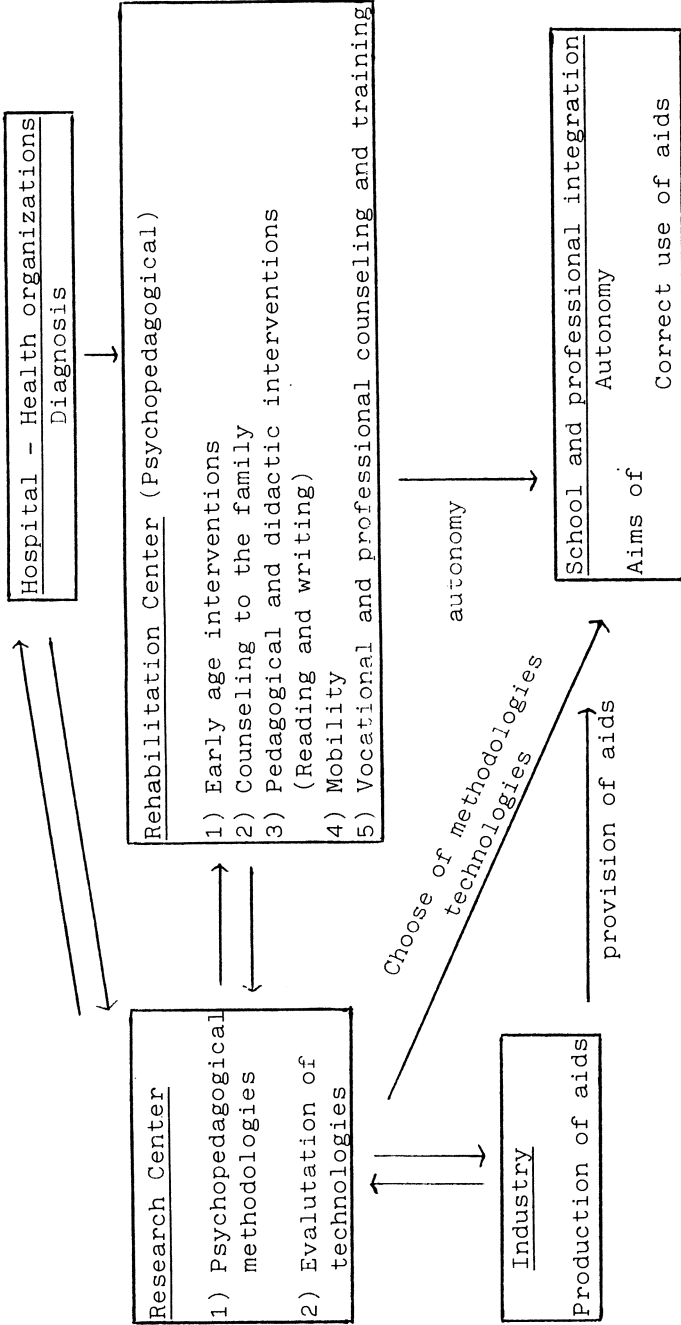 Hospital – Health organizations
Diagnosis
Rehabilitation Center (Psychopedagogical)
1) Early age interventions
2) Counseling to the family
3) Pedagogical and didactic interventions
(Reading and writing)
4) Mobility
5) Vocational and professional counseling and training
Research Center
1) Psychopedagogical
methodologies
2) Evalutation of
technologies
Choose of methodologies
technologies
autonomy
School and professional integration
Autonomy
Aims of
Correct use of aids
Industry
Production of aids
provision of aids